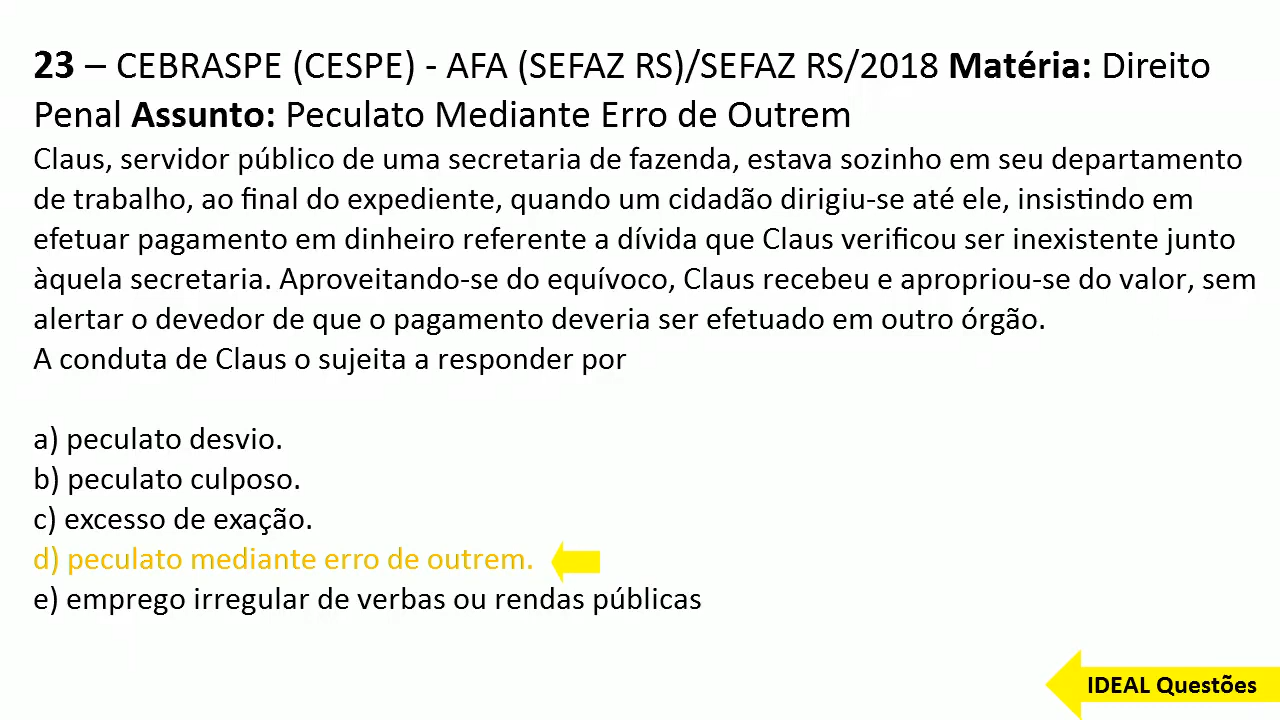 23 – CEBRASPE (CESPE) - AFA (SEFAZ RS)/SEFAZ RS/2018 Matéria: Direito
Penal Assunto: Peculato Mediante Erro de Outrem
Claus, servidor público de uma secretaria de fazenda, estava sozinho em seu departamento
de trabalho, ao final do expediente, quando um cidadão dirigiu-se até ele, insistindo em
efetuar pagamento em dinheiro referente a dívida que Claus verificou ser inexistente junto
àquela secretaria. Aproveitando-se do equívoco, Claus recebeu e apropriou-se do valor, sem
alertar o devedor de que o pagamento deveria ser efetuado em outro órgão.
A conduta de Claus o sujeita a responder por
a) peculato desvio.
b) peculato culposo.
c) excesso de exação.
d) peculato mediante erro de outrem.
e) emprego irregular de verbas ou rendas públicas
IDEAL Questões